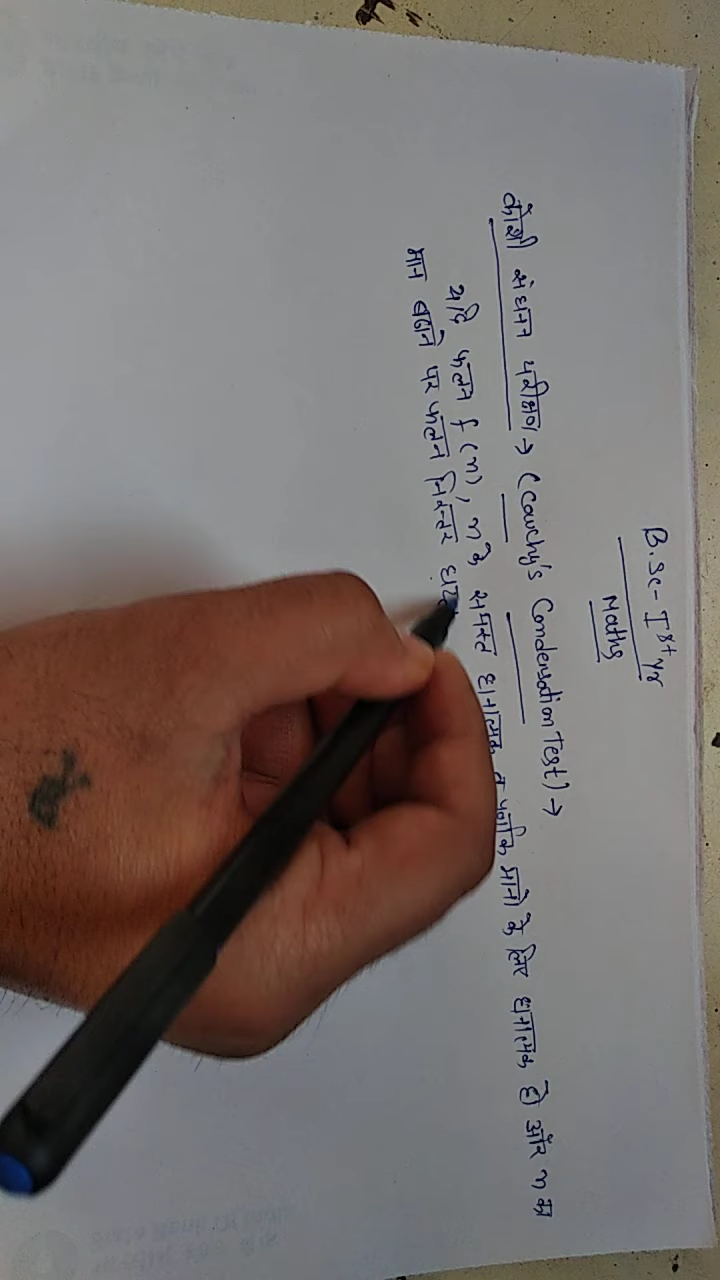 B.Sc-Ist yr
Maths
कोशी संघनन परीक्षण → (Cauchy's Condensation Test) →
यदि फलन f(n), n के समस्त धनात्मक व पूर्णांक मानो के लिए धनात्मक हो और n का
मान बढाने पर फलन निरन्तर